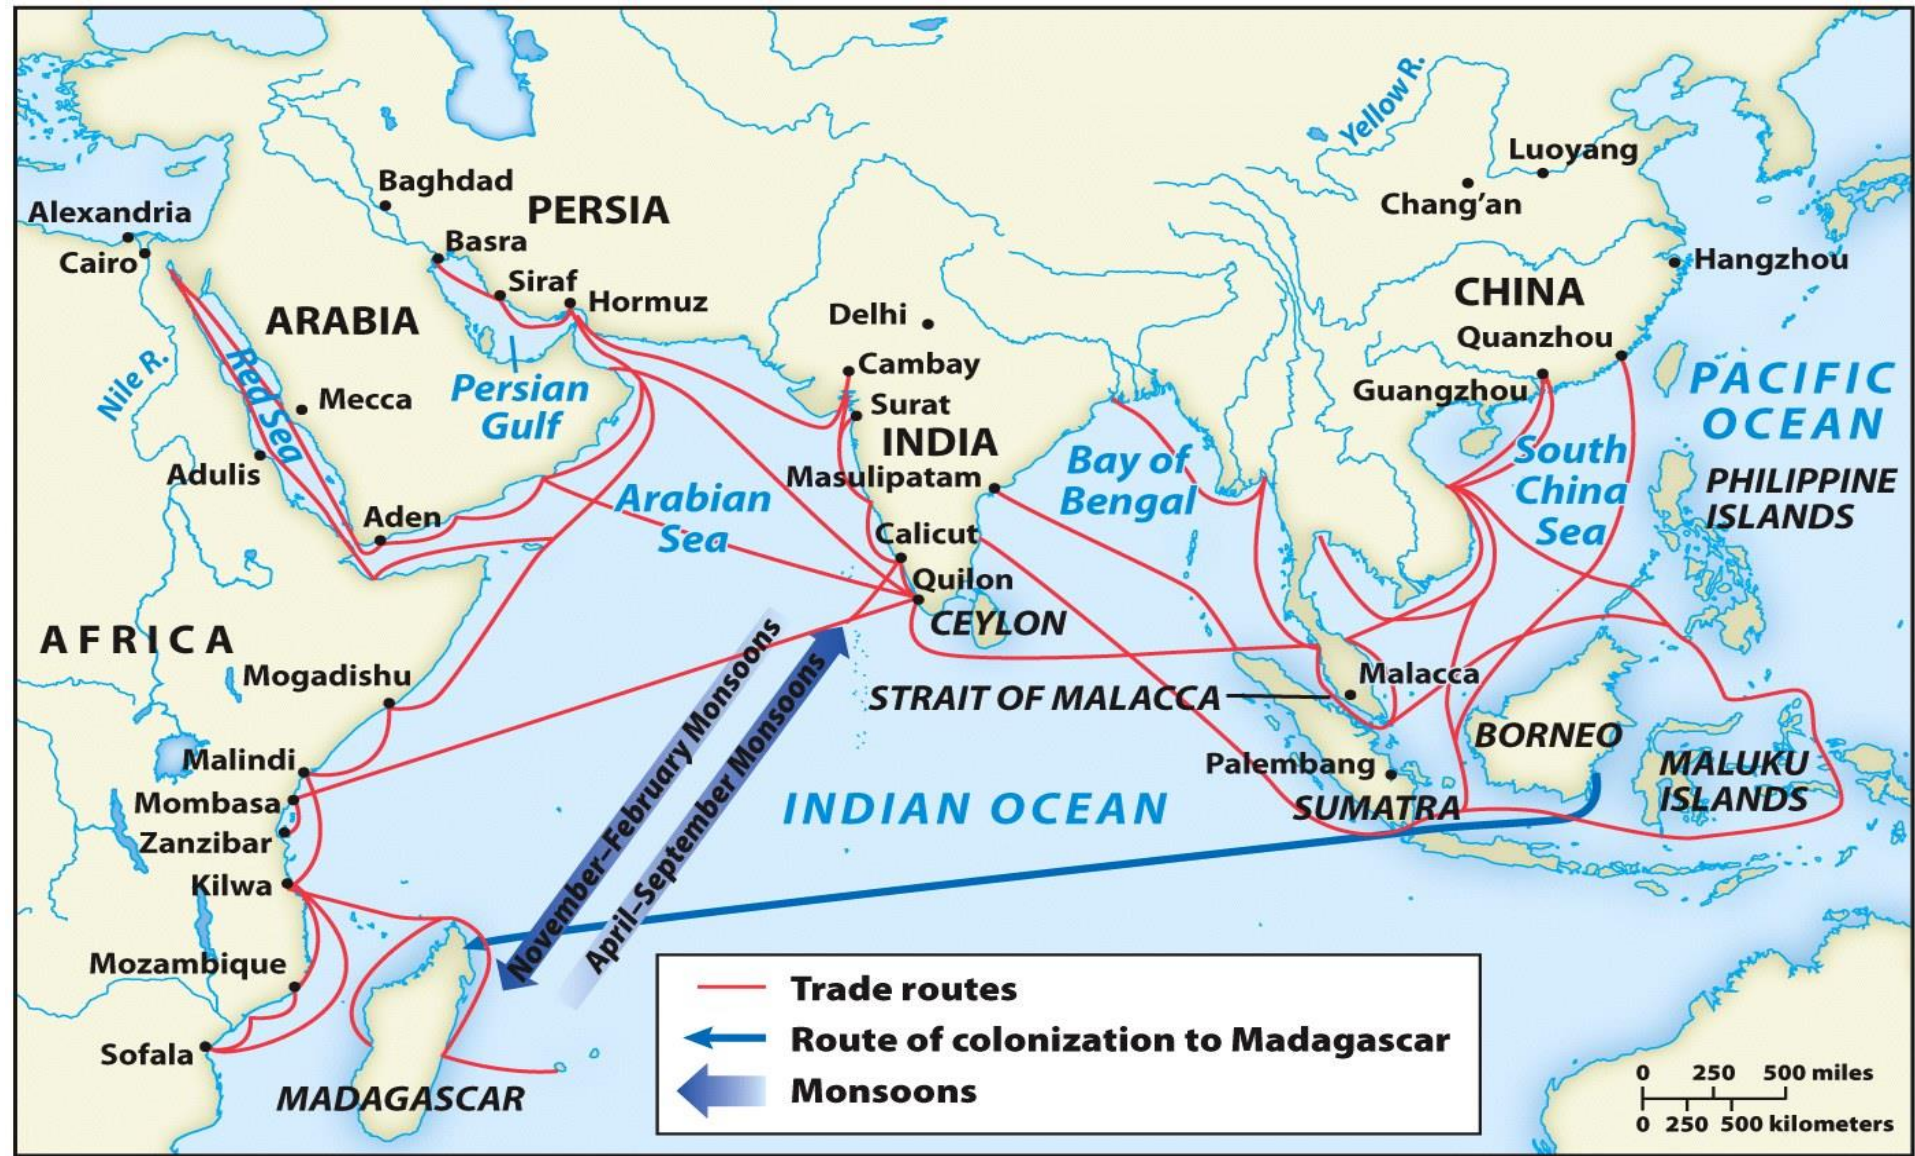 Yellow R.
Luoyang
Chang’an
Baghdad
PERSIA
Alexandria
Cairo
Basra
Siraf
Hormuz
Hangzhou
CHINA
ARABIA
Delhi
Quanzhou
Nile R.
Red Sea
Mecca
Persian
Gulf
Cambay
Surat
INDIA
Guangzhou
PACIFIC
OCEAN
Adulis
Masulipatam
Bay of
Bengal
South
China
Sea
PHILIPPINE
ISLANDS
Aden
Arabian
Sea
Calicut
Quilon
CEYLON
AFRICA
Mogadishu
Malacca
STRAIT OF MALACCA
BORNEO
Malindi
Palembang
MALUKU
ISLANDS
Mombasa
SUMATRA
INDIAN OCEAN
Zanzibar
Kilwa
November–February Monsoons
April–September Monsoons
Mozambique
Sofala
MADAGASCAR
Trade routes
Route of colonization to Madagascar
Monsoons
0 250 500 miles
0 250 500 kilometers